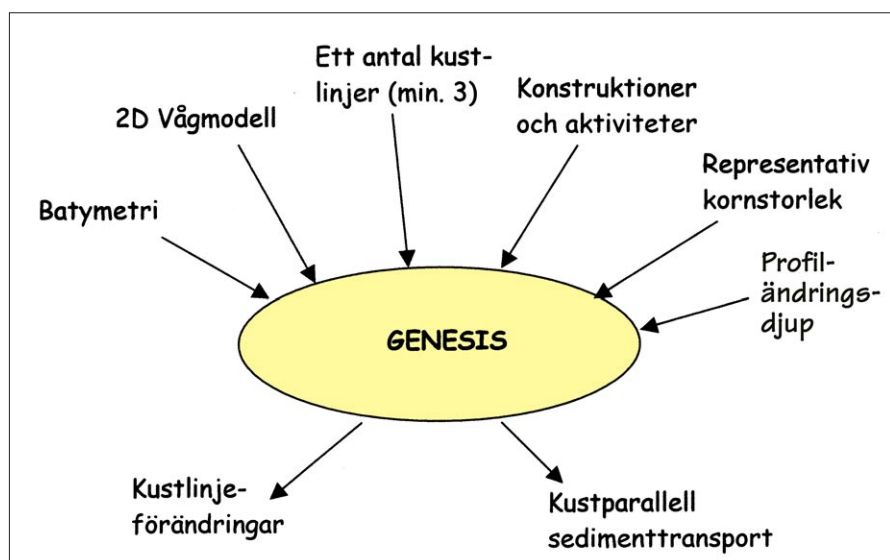 Ett antal kust-
linjer (min. 3)
Konstruktioner
och aktiviteter
2D Vågmodell
Representativ
kornstorlek
Batymetri
Profil-
ändrings-
djup
GENESIS
Kustlinje-
förändringar
Kustparallell
sedimenttransport